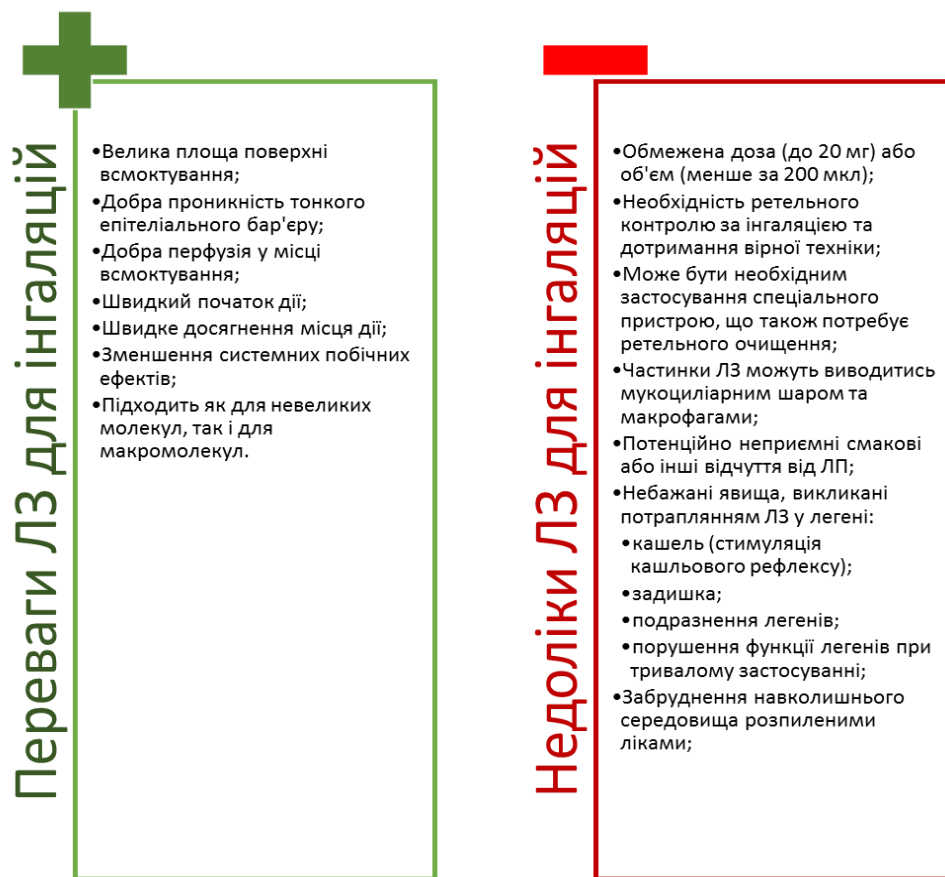 Переваги ЛЗ для інгаляцій
•Велика площа поверхні
всмоктування;
•Добра проникність тонкого
епітеліального бар'єру;
•Добра перфузія у місці
всмоктування;
•Швидкий початок дії;
•Швидке досягнення місця дії;
•Зменшення системних побічних
ефектів;
•Підходить як для невеликих
молекул, так і для
макромолекул.
Недоліки ЛЗ для інгаляцій
•Обмежена доза (до 20 мг) або
об'єм (менше за 200 мкл);
•Необхідність ретельного
контролю за інгаляцією та
дотримання вірної техніки;
•Може бути необхідним
застосування спеціального
пристрою, що також потребує
ретельного очищення;
•Частинки ЛЗ можуть виводитись
мукоциліарним шаром та
макрофагами;
•Потенційно неприємні смакові
або інші відчуття від ЛП;
•Небажані явища, викликані
потраплянням ЛЗ у легені:
•кашель (стимуляція
кашльового рефлексу);
•задишка;
•подразнення легенів;
•порушення функції легенів при
тривалому застосуванні;
•Забруднення навколишнього
середовища розпиленими
ліками;